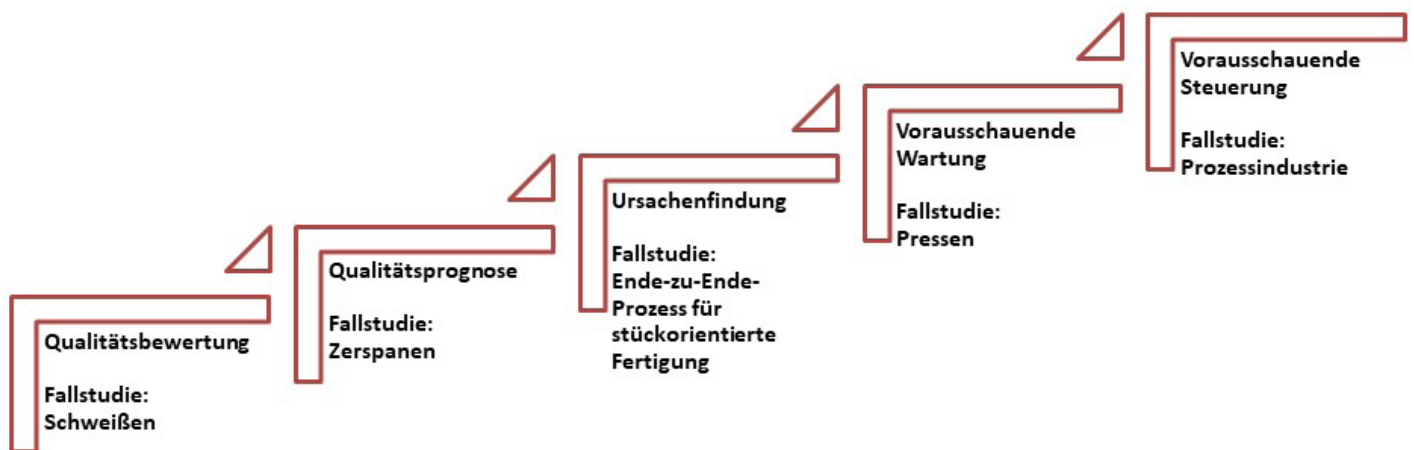 Qualitätsbewertung
Fallstudie:
Schweißen
Qualitätsprognose
Fallstudie:
Zerspanen
Ursachenfindung
Fallstudie:
Ende-zu-Ende-
Prozess für
stückorientierte
Fertigung
Vorausschauende
Wartung
Fallstudie:
Pressen
Vorausschauende
Steuerung
Fallstudie:
Prozessindustrie